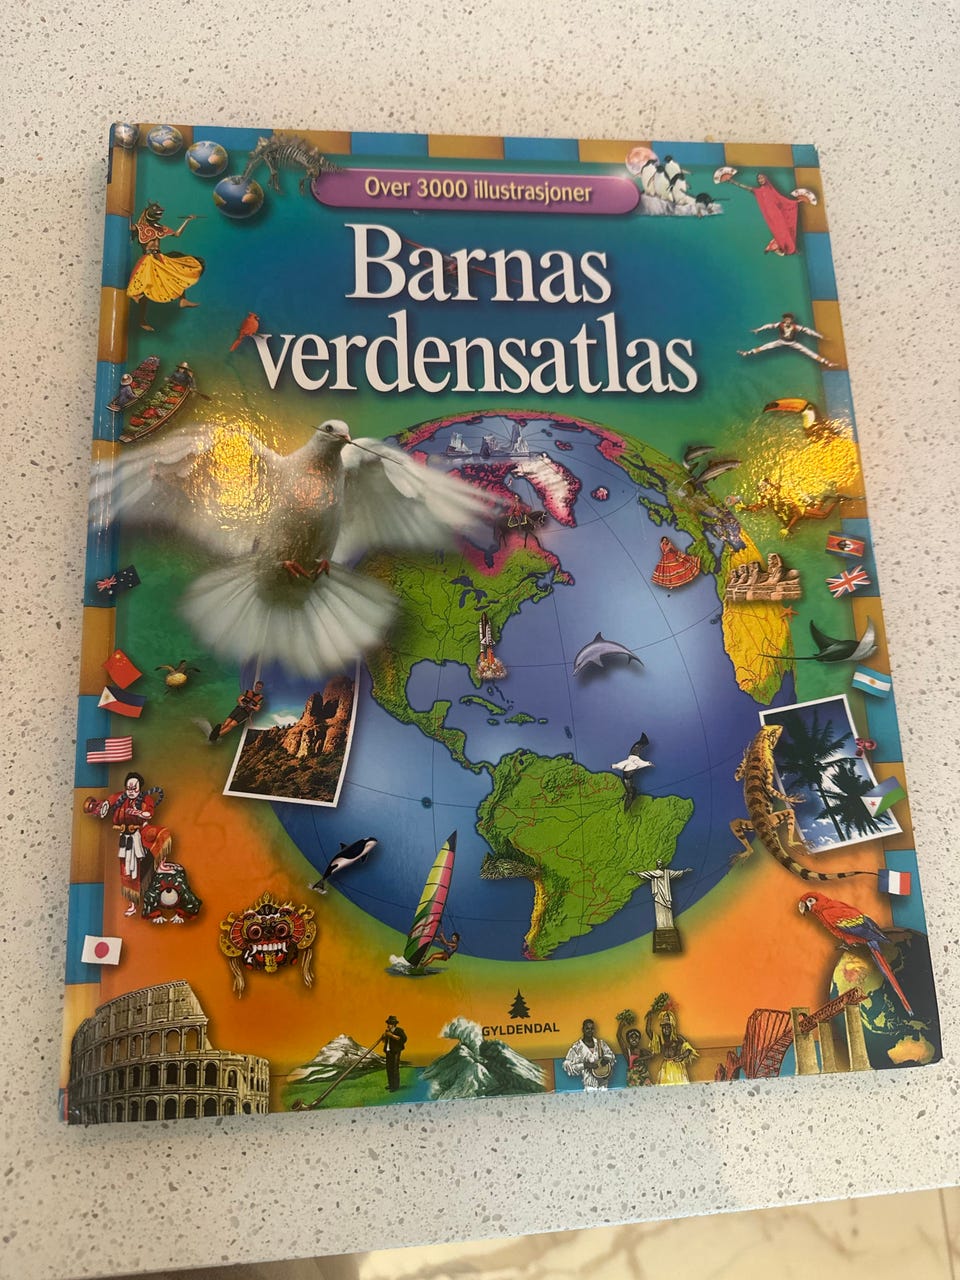 Over 3000 illustrasjoner
Barnas
verdensatlas
GYLDENDAL